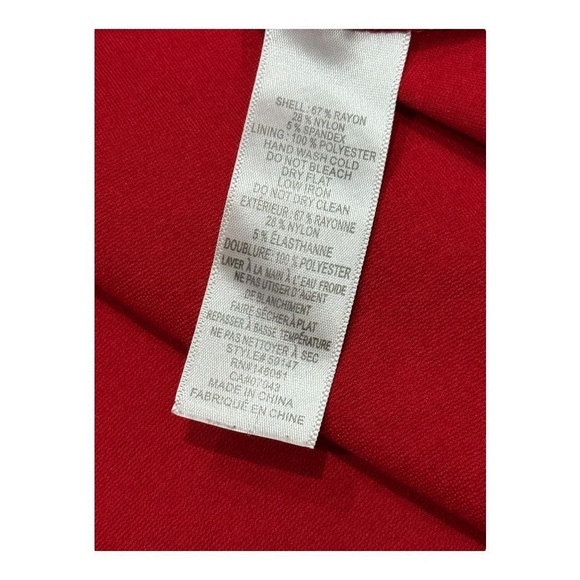 SHELL : 67 % RAYON
28 % NYLON
5 % SPANDEX
LINING : 100 % POLYESTER
HAND WASH COLD
DO NOT BLEACH
DRY FLAT
LOW IRON
DO NOT DRY CLEAN
EXTÉRIEUR : 67 % RAYONNE
28 % NYLON
5 % ÉLASTHANNE
DOUBLURE : 100 % POLYESTER
LAVER À LA MAIN À L'EAU FROIDE
NE PAS UTISER D'AGENT
DE BLANCHIMENT
FAIRE SÉCHER À PLAT
REPASSER À BASSE TEMPÉRATURE
NE PAS NETTOYER À SEC
STYLE# 59147
RN#146061
CA#07043
MADE IN CHINA
FABRIQUÉ EN CHINE